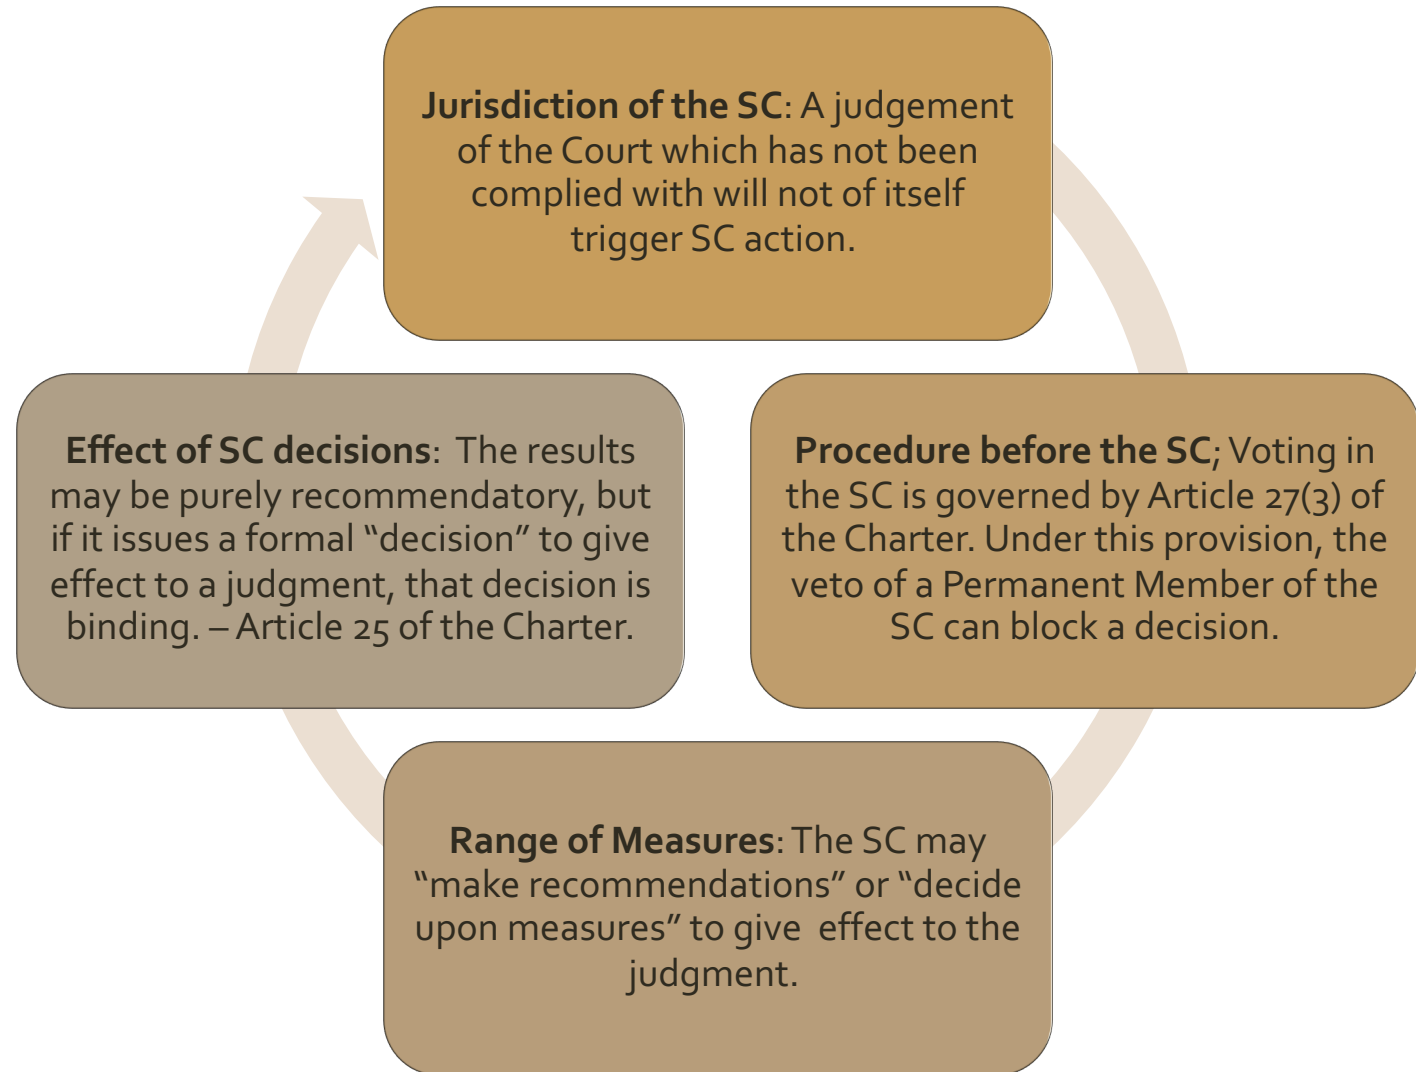 Jurisdiction of the SC: A judgement
of the Court which has not been
complied with will not of itself
trigger SC action.
Procedure before the SC; Voting in
the SC is governed by Article 27(3) of
the Charter. Under this provision, the
veto of a Permanent Member of the
SC can block a decision.
Range of Measures: The SC may
“make recommendations” or “decide
upon measures” to give  effect to the
judgment.
Effect of SC decisions:  The results
may be purely recommendatory, but
if it issues a formal “decision” to give
effect to a judgment, that decision is
binding. – Article 25 of the Charter.